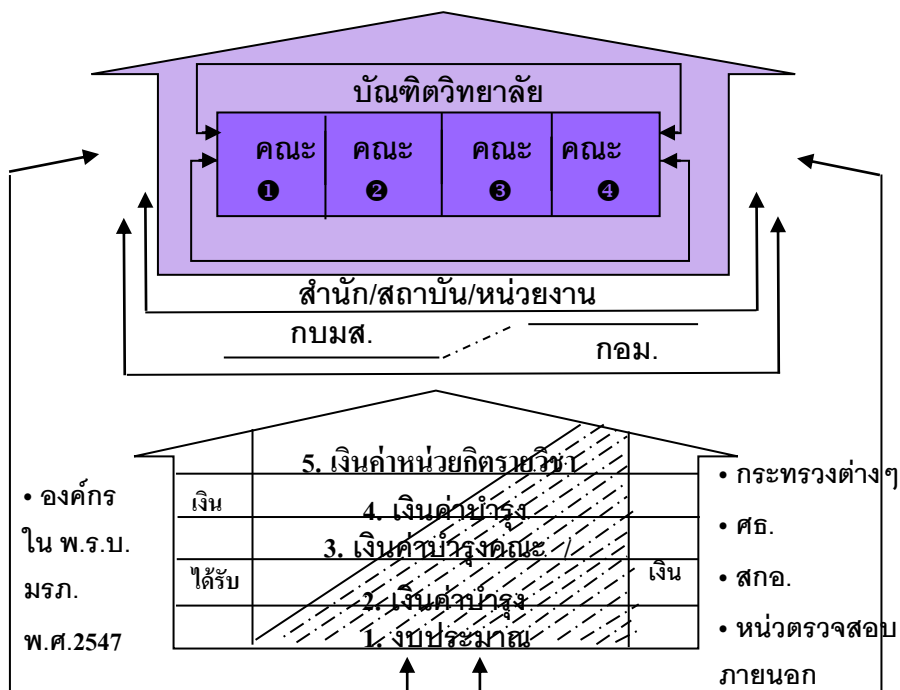 บัณฑิตวิทยาลัย
คณะ คณะ คณะ คณะ
❶ ❷ ❸ ❹
สำนัก/สถาบัน/หน่วยงาน
กบมส.
กอม.
5. เงินค่าหน่วยกิตรายวิชา
4. เงินค่าบำรุง
3. เงินค่าบำรุงคณะ /
2. เงินค่าบำรุง
1. งบประมาณ
เงิน
ได้รับ
เงิน
• องค์กร
ใน พ.ร.บ.
มรภ.
พ.ศ.2547
• กระทรวงต่างๆ
• ศธ.
• สกอ.
• หน่วตรวจสอบ
ภายนอก